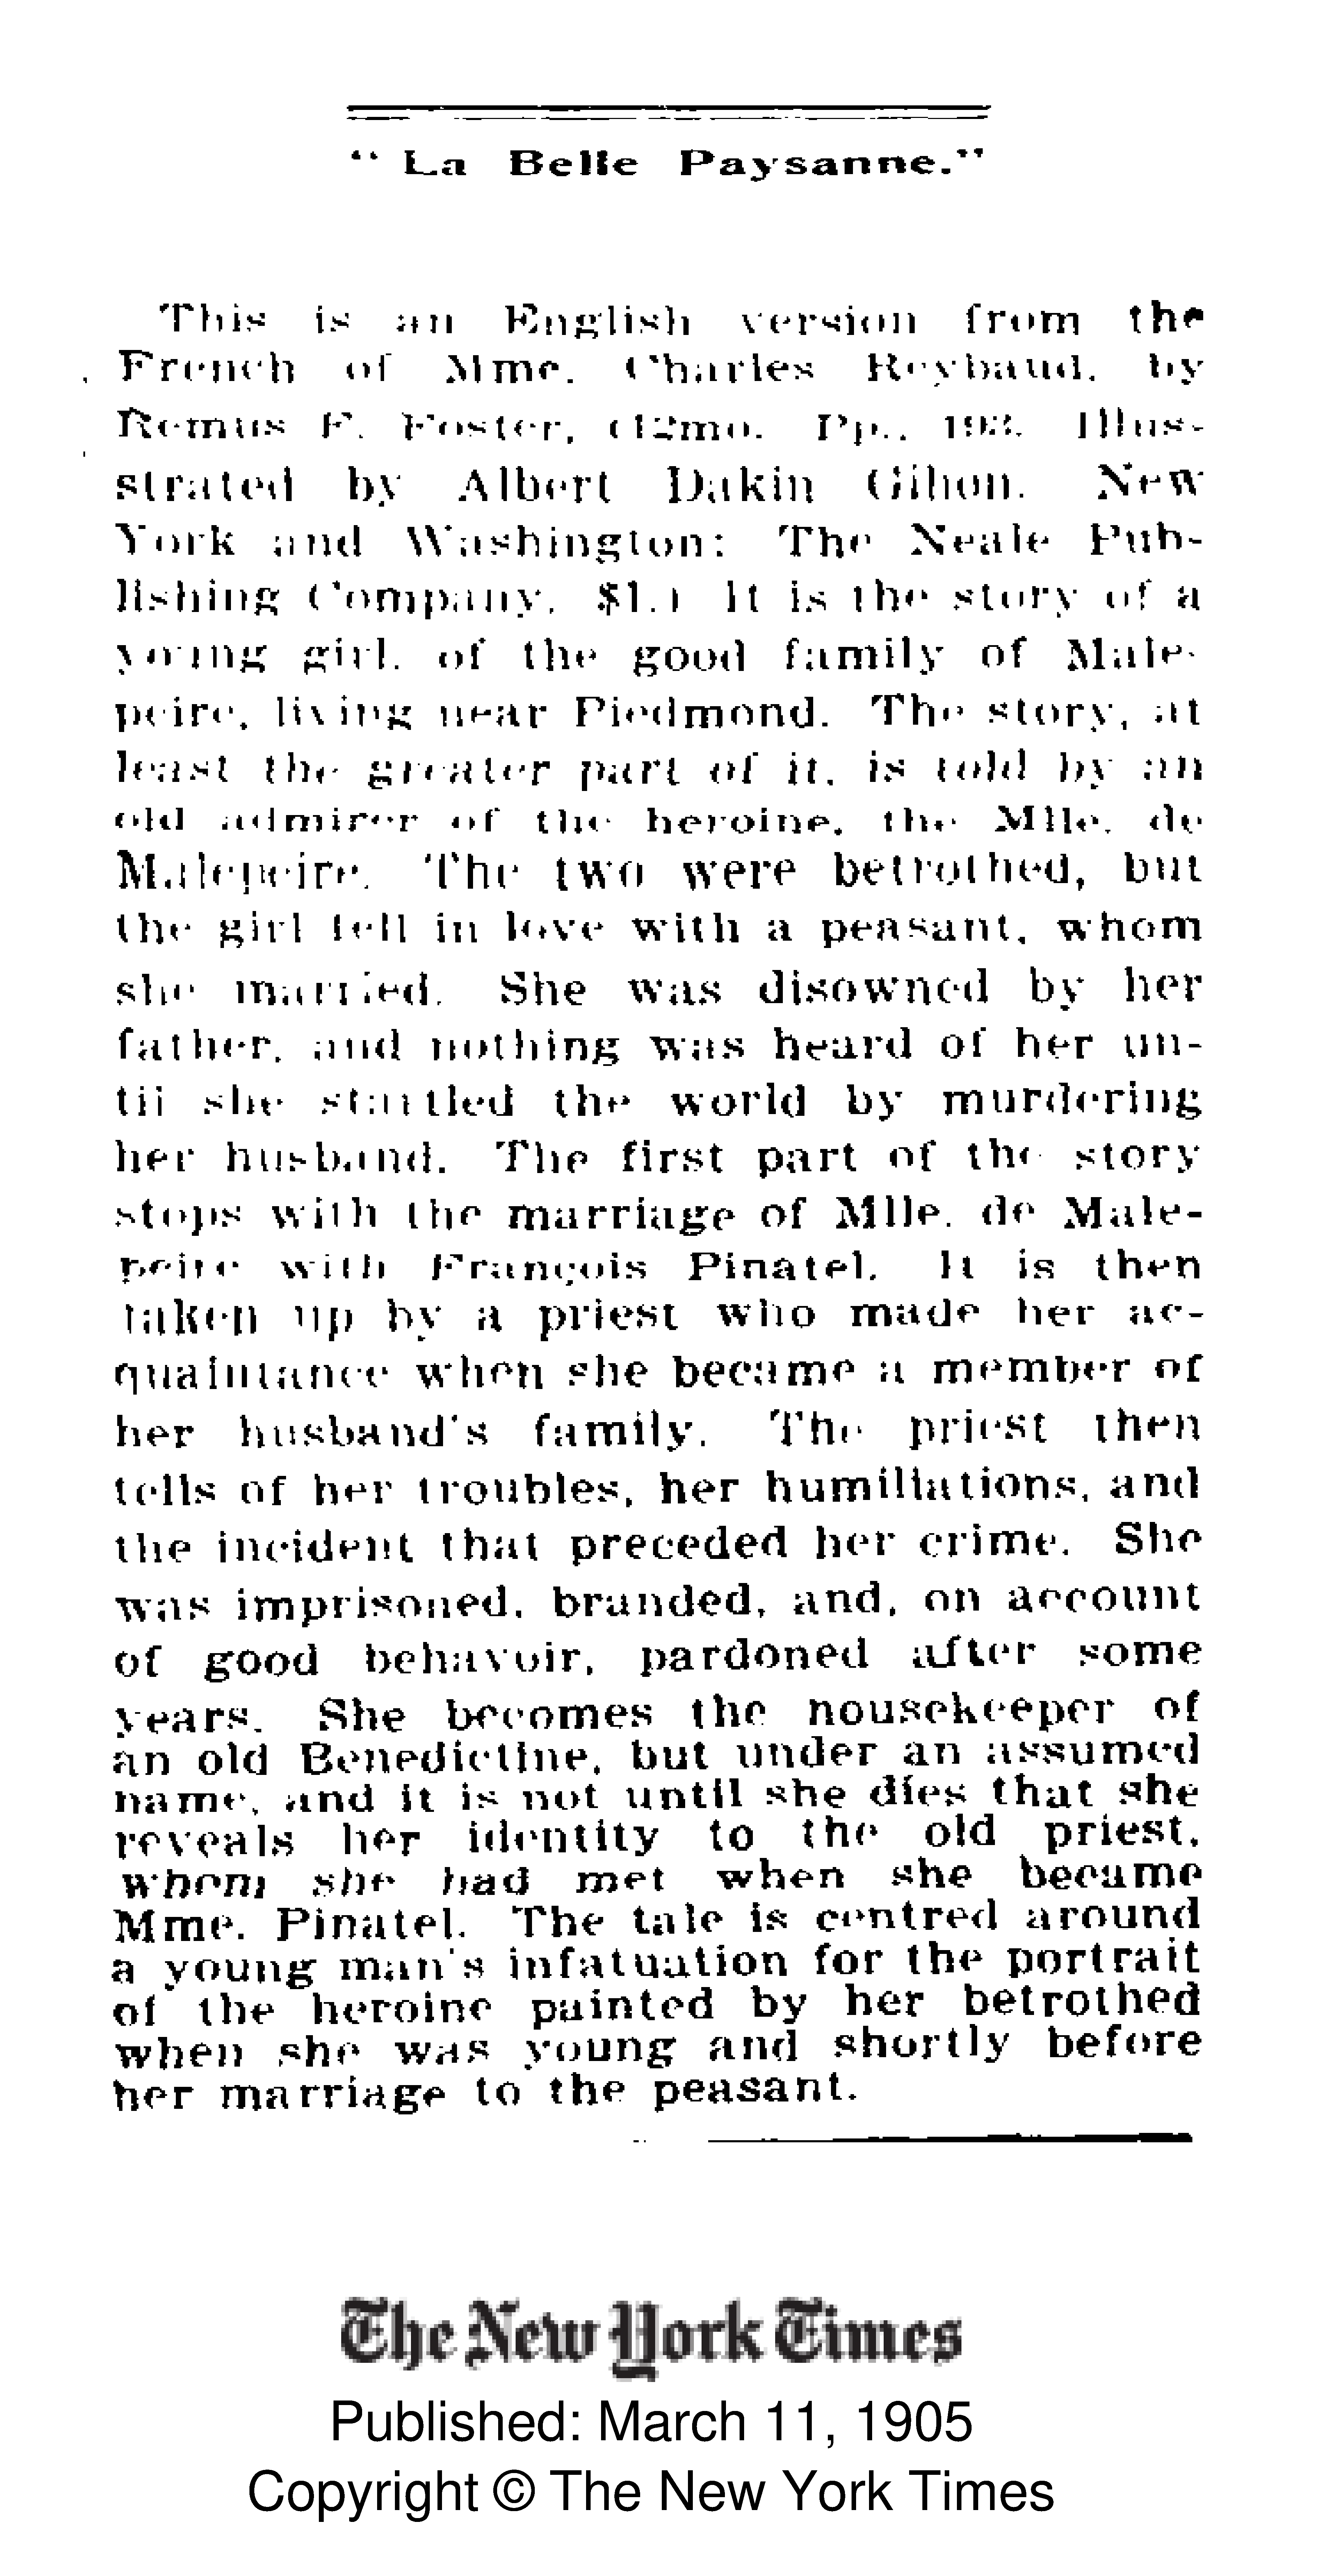 “ La Belle Paysanne.”
This is an English version from the
French of Mme. Charles Reybaud, by
Remus F. Foster, (12mo. Pp., 193. Illus-
strated by Albert Dakin Gihon. New
York and Washington: The Neale Pub-
lishing Company. $1.) It is the story of a
young girl, of the good family of Male-
peire, living near Piedmond. The story, at
least the greater part of it, is told by an
old admirer of the heroine, the Mlle. de
Malepeire. The two were betrothed, but
the girl fell in love with a peasant, whom
she married. She was disowned by her
father, and nothing was heard of her un-
til she startled the world by murdering
her husband. The first part of the story
stops with the marriage of Mlle. de Male-
peire with François Pinatel. It is then
taken up by a priest who made her ac-
quaintance when she became a member of
her husband's family. The priest then
tells of her troubles, her humiliations, and
the incident that preceded her crime. She
was imprisoned, branded, and, on account
of good behavoir, pardoned after some
years. She becomes the housekeeper of
an old Benedictine, but under an assumed
name, and it is not until she dies that she
reveals her identity to the old priest,
whom she had met when she became
Mme. Pinatel. The tale is centred around
a young man's infatuation for the portrait
of the heroine painted by her betrothed
when she was young and shortly before
her marriage to the peasant.
The New York Times
Published: March 11, 1905
Copyright © The New York Times